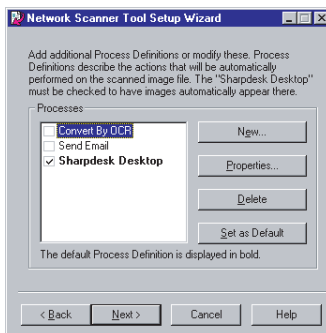 Network Scanner Tool Setup Wizard
Add additional Process Definitions or modify these. Process
Definitions describe the actions that will be automatically
performed on the scanned image file. The "Sharpdesk Desktop"
must be checked to have images automatically appear there.
Processes
Convert By OCR
Send Email
Sharpdesk Desktop
New...
Properties...
Delete
Set as Default
The default Process Definition is displayed in bold.
< Back
Next >
Cancel
Help